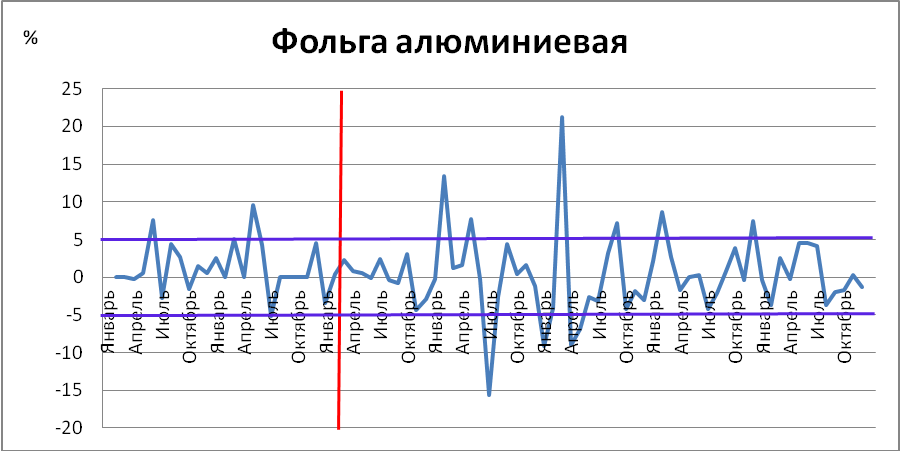 %
Фольга алюминиевая
25
20
15
10
5
0
-5
-10
-15
-20
Январь
Апрель
Июль
Октябрь
Январь
Апрель
Июль
Октябрь
Январь
Апрель
Июль
Октябрь
Январь
Апрель
Июль
Октябрь
Январь
Апрель
Июль
Октябрь
Январь
Апрель
Июль
Октябрь
Январь
Апрель
Июль
Октябрь